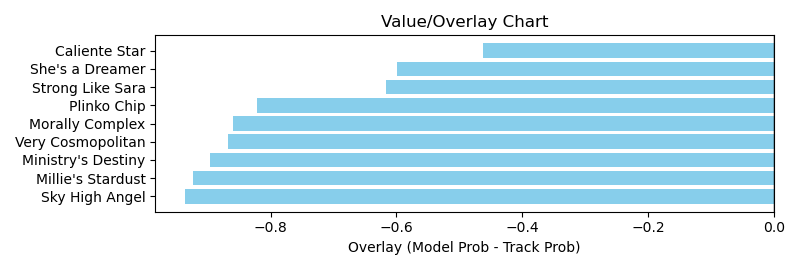 Value/Overlay Chart
Caliente Star
She's a Dreamer
Strong Like Sara
Plinko Chip
Morally Complex
Very Cosmopolitan
Ministry's Destiny
Millie's Stardust
Sky High Angel
−0.8 −0.6 −0.4 −0.2 0.0
Overlay (Model Prob - Track Prob)